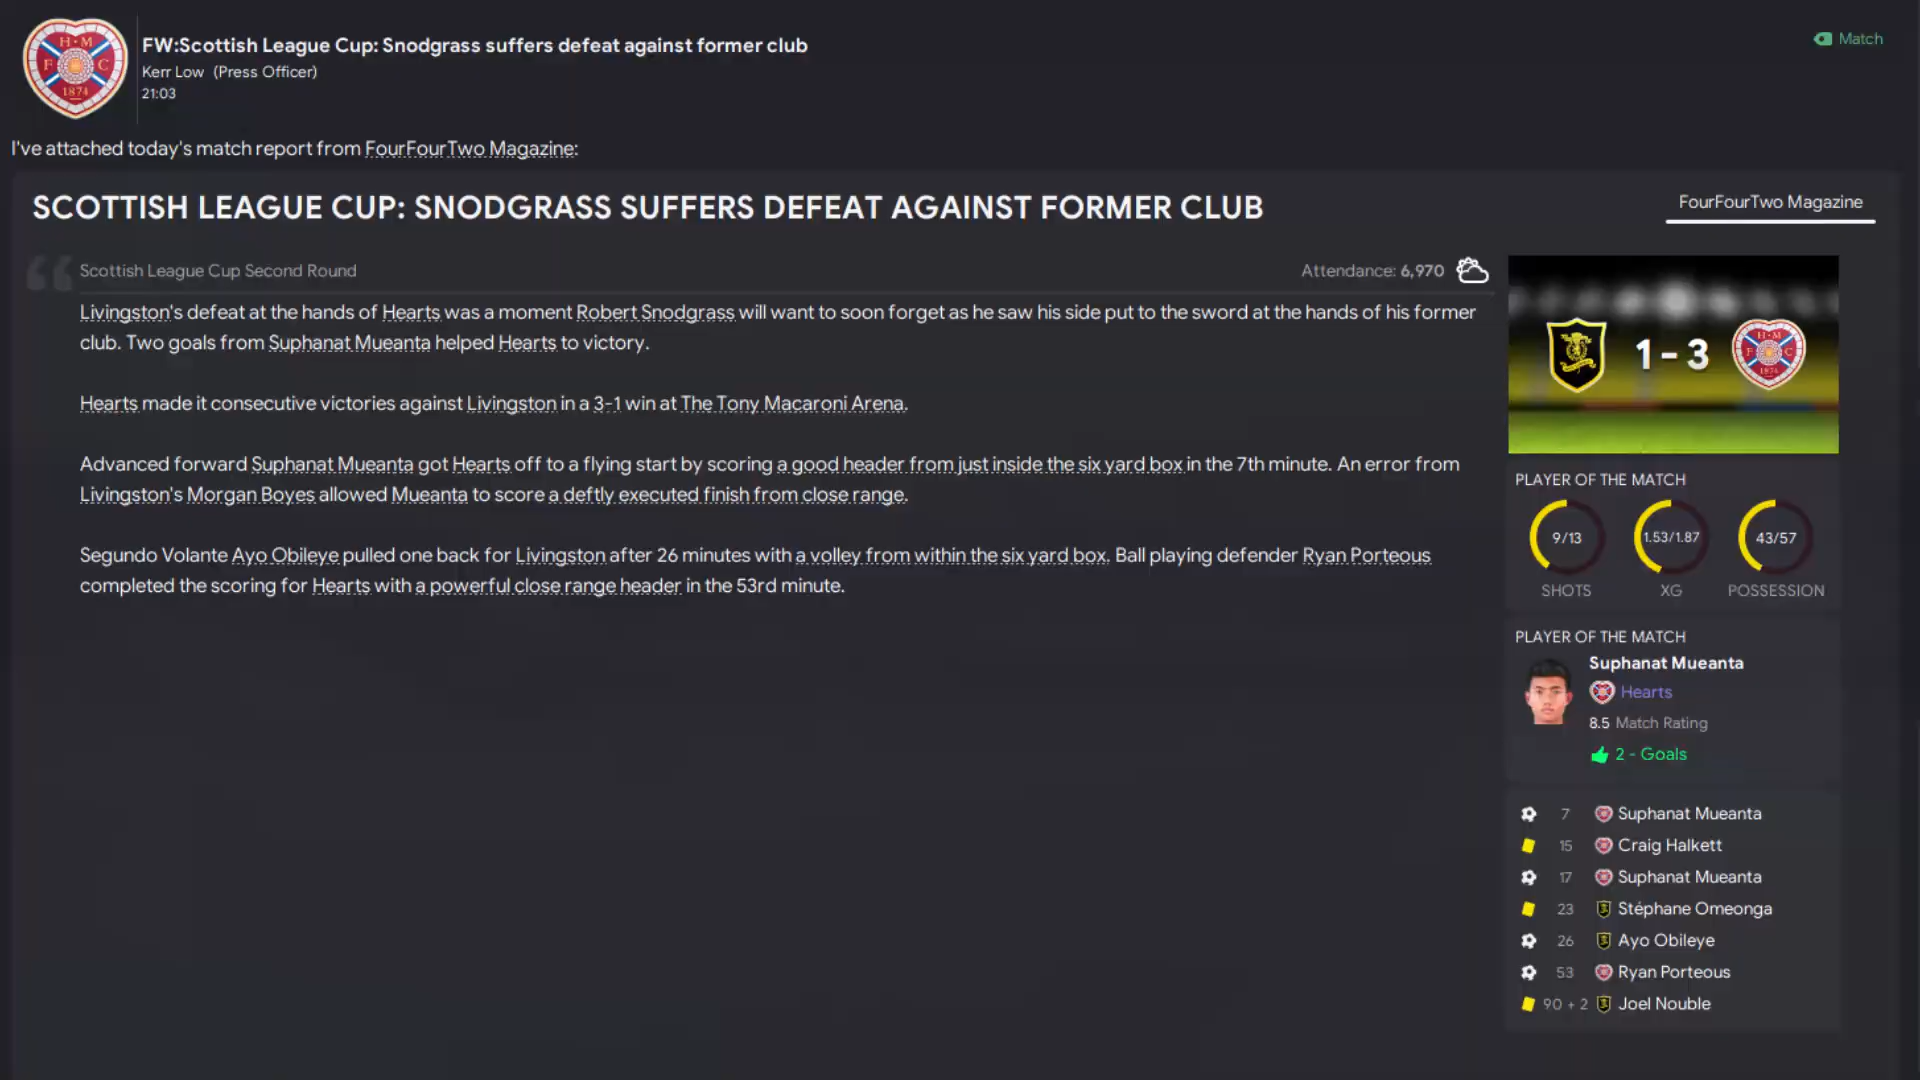 FW:Scottish League Cup: Snodgrass suffers defeat against former club
Kerr Low (Press Officer)
21:03
Match
I've attached today's match report from FourFourTwo Magazine:
SCOTTISH LEAGUE CUP: SNODGRASS SUFFERS DEFEAT AGAINST FORMER CLUB
FourFourTwo Magazine
Scottish League Cup Second Round
Attendance: 6,970
Livingston's defeat at the hands of Hearts was a moment Robert Snodgrass will want to soon forget as he saw his side put to the sword at the hands of his former
club. Two goals from Suphanat Mueanta helped Hearts to victory.
Hearts made it consecutive victories against Livingston in a 3-1 win at The Tony Macaroni Arena.
Advanced forward Suphanat Mueanta got Hearts off to a flying start by scoring a good header from just inside the six yard box in the 7th minute. An error from
Livingston's Morgan Boyes allowed Mueanta to score a deftly executed finish from close range.
Segundo Volante Ayo Obileye pulled one back for Livingston after 26 minutes with a volley from within the six yard box. Ball playing defender Ryan Porteous
completed the scoring for Hearts with a powerful close range header in the 53rd minute.
H M
F C
1874
1 - 3
PLAYER OF THE MATCH
9/13
1.53/1.87
43/57
SHOTS
XG
POSSESSION
PLAYER OF THE MATCH
Suphanat Mueanta
Hearts
8.5 Match Rating
2 - Goals
7 Suphanat Mueanta
15 Craig Halkett
17 Suphanat Mueanta
23 Stéphane Omeonga
26 Ayo Obileye
53 Ryan Porteous
90 + 2 Joel Nouble